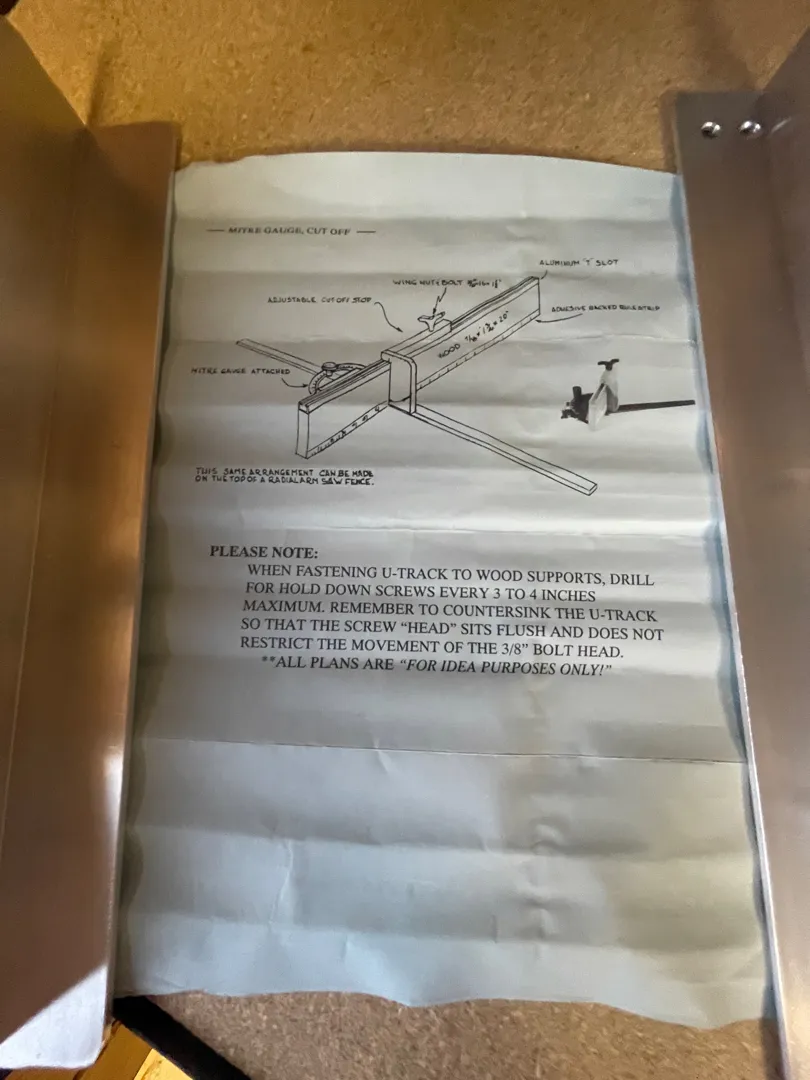 — MITRE GAUGE, CUT OFF —
ALUMINUM "T" SLOT
WING NUT & BOLT
ADJUSTABLE CUT OFF STOP
ADHESIVE BACKED RULE STRIP
WOOD
MITRE GAUGE ATTACHED
THIS SAME ARRANGEMENT CAN BE MADE
ON THE TOP OF A RADIAL ARM SAW FENCE.
PLEASE NOTE:
WHEN FASTENING U-TRACK TO WOOD SUPPORTS, DRILL
FOR HOLD DOWN SCREWS EVERY 3 TO 4 INCHES
MAXIMUM. REMEMBER TO COUNTERSINK THE U-TRACK
SO THAT THE SCREW “HEAD” SITS FLUSH AND DOES NOT
RESTRICT THE MOVEMENT OF THE 3/8” BOLT HEAD.
**ALL PLANS ARE “FOR IDEA PURPOSES ONLY!”